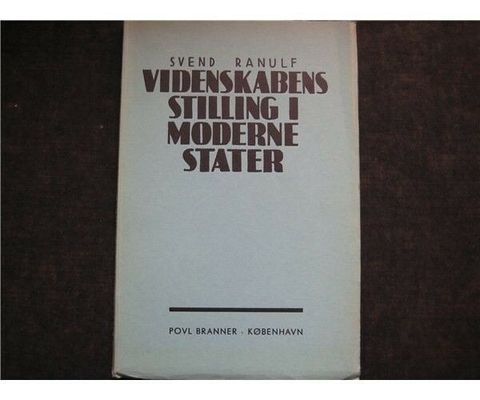 SVEND RANULF
VIDENSKABENS
STILLING I
MODERNE
STATER
POVL BRANNER · KØBENHAVN